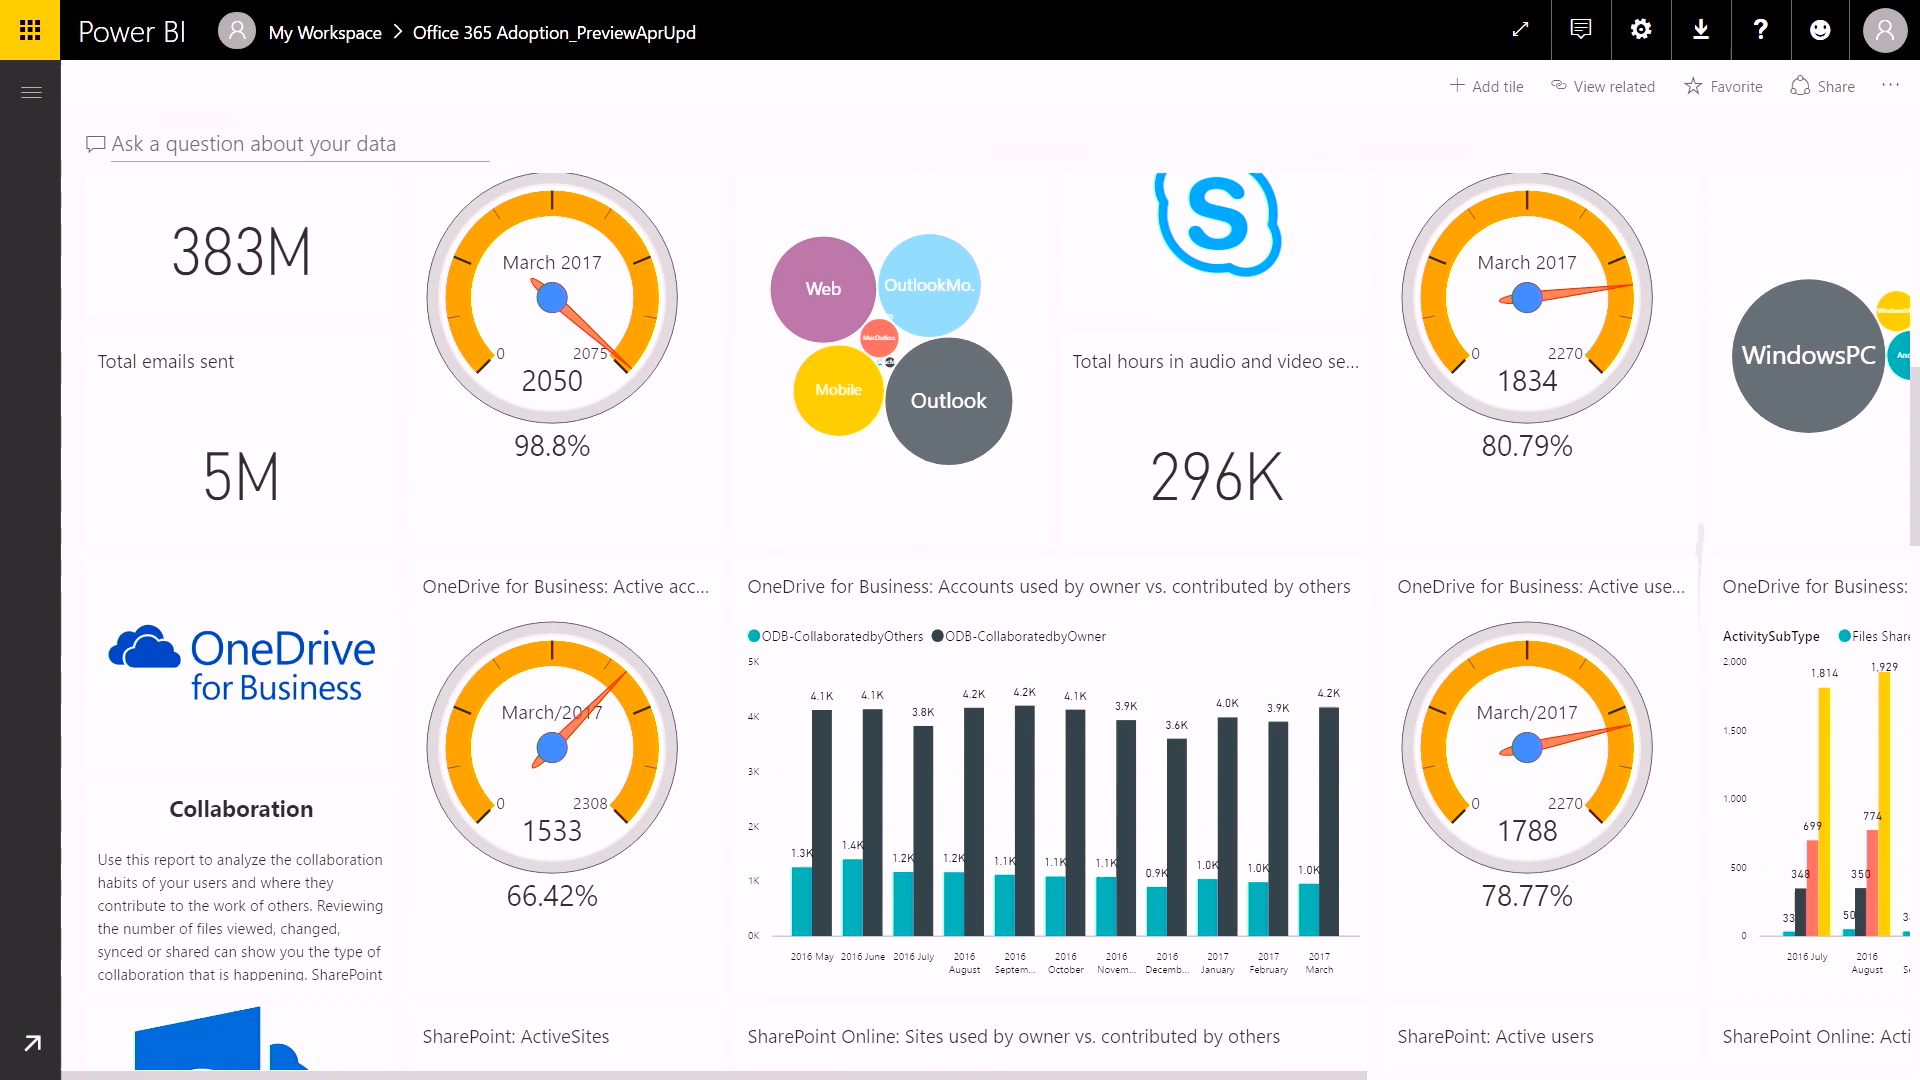 Power BI
My Workspace > Office 365 Adoption_PreviewAprUpd
?
Add tile
View related
Favorite
Share
...
Ask a question about your data
383M
March 2017
0
2075
2050
98.8%
Web
OutlookMo.
MacOutloo.
Mobile
Outlook
S
March 2017
0
2270
1834
80.79%
WindowsPC
Total emails sent
5M
Total hours in audio and video se...
296K
OneDrive
for Business
OneDrive for Business: Active acc...
March/2017
0
2308
1533
66.42%
OneDrive for Business: Accounts used by owner vs. contributed by others
ODB-CollaboratedbyOthers ODB-CollaboratedbyOwner
5K
4K
3K
2K
1K
0K
4.1K 4.1K 3.8K 4.2K 4.2K 4.1K 3.9K 3.6K 4.0K 3.9K 4.2K
1.3K 1.4K 1.2K 1.2K 1.1K 1.1K 1.1K 0.9K 1.0K 1.0K 1.0K
2016 May 2016 June 2016 July 2016 2016 2016 2016 2016 2017 2017 2017
August Septem... October Novem... Decemb... January February March
OneDrive for Business: Active use...
March/2017
0
2270
1788
78.77%
OneDrive for Business:
ActivitySubType Files Share
2,000
1,500
1,000
500
0
1,814
1,929
699
774
348
350
33
50
2016 July 2016
August
Collaboration
Use this report to analyze the collaboration
habits of your users and where they
contribute to the work of others. Reviewing
the number of files viewed, changed,
synced or shared can show you the type of
collaboration that is happening. SharePoint
SharePoint: ActiveSites
SharePoint Online: Sites used by owner vs. contributed by others
SharePoint: Active users
SharePoint Online: Acti